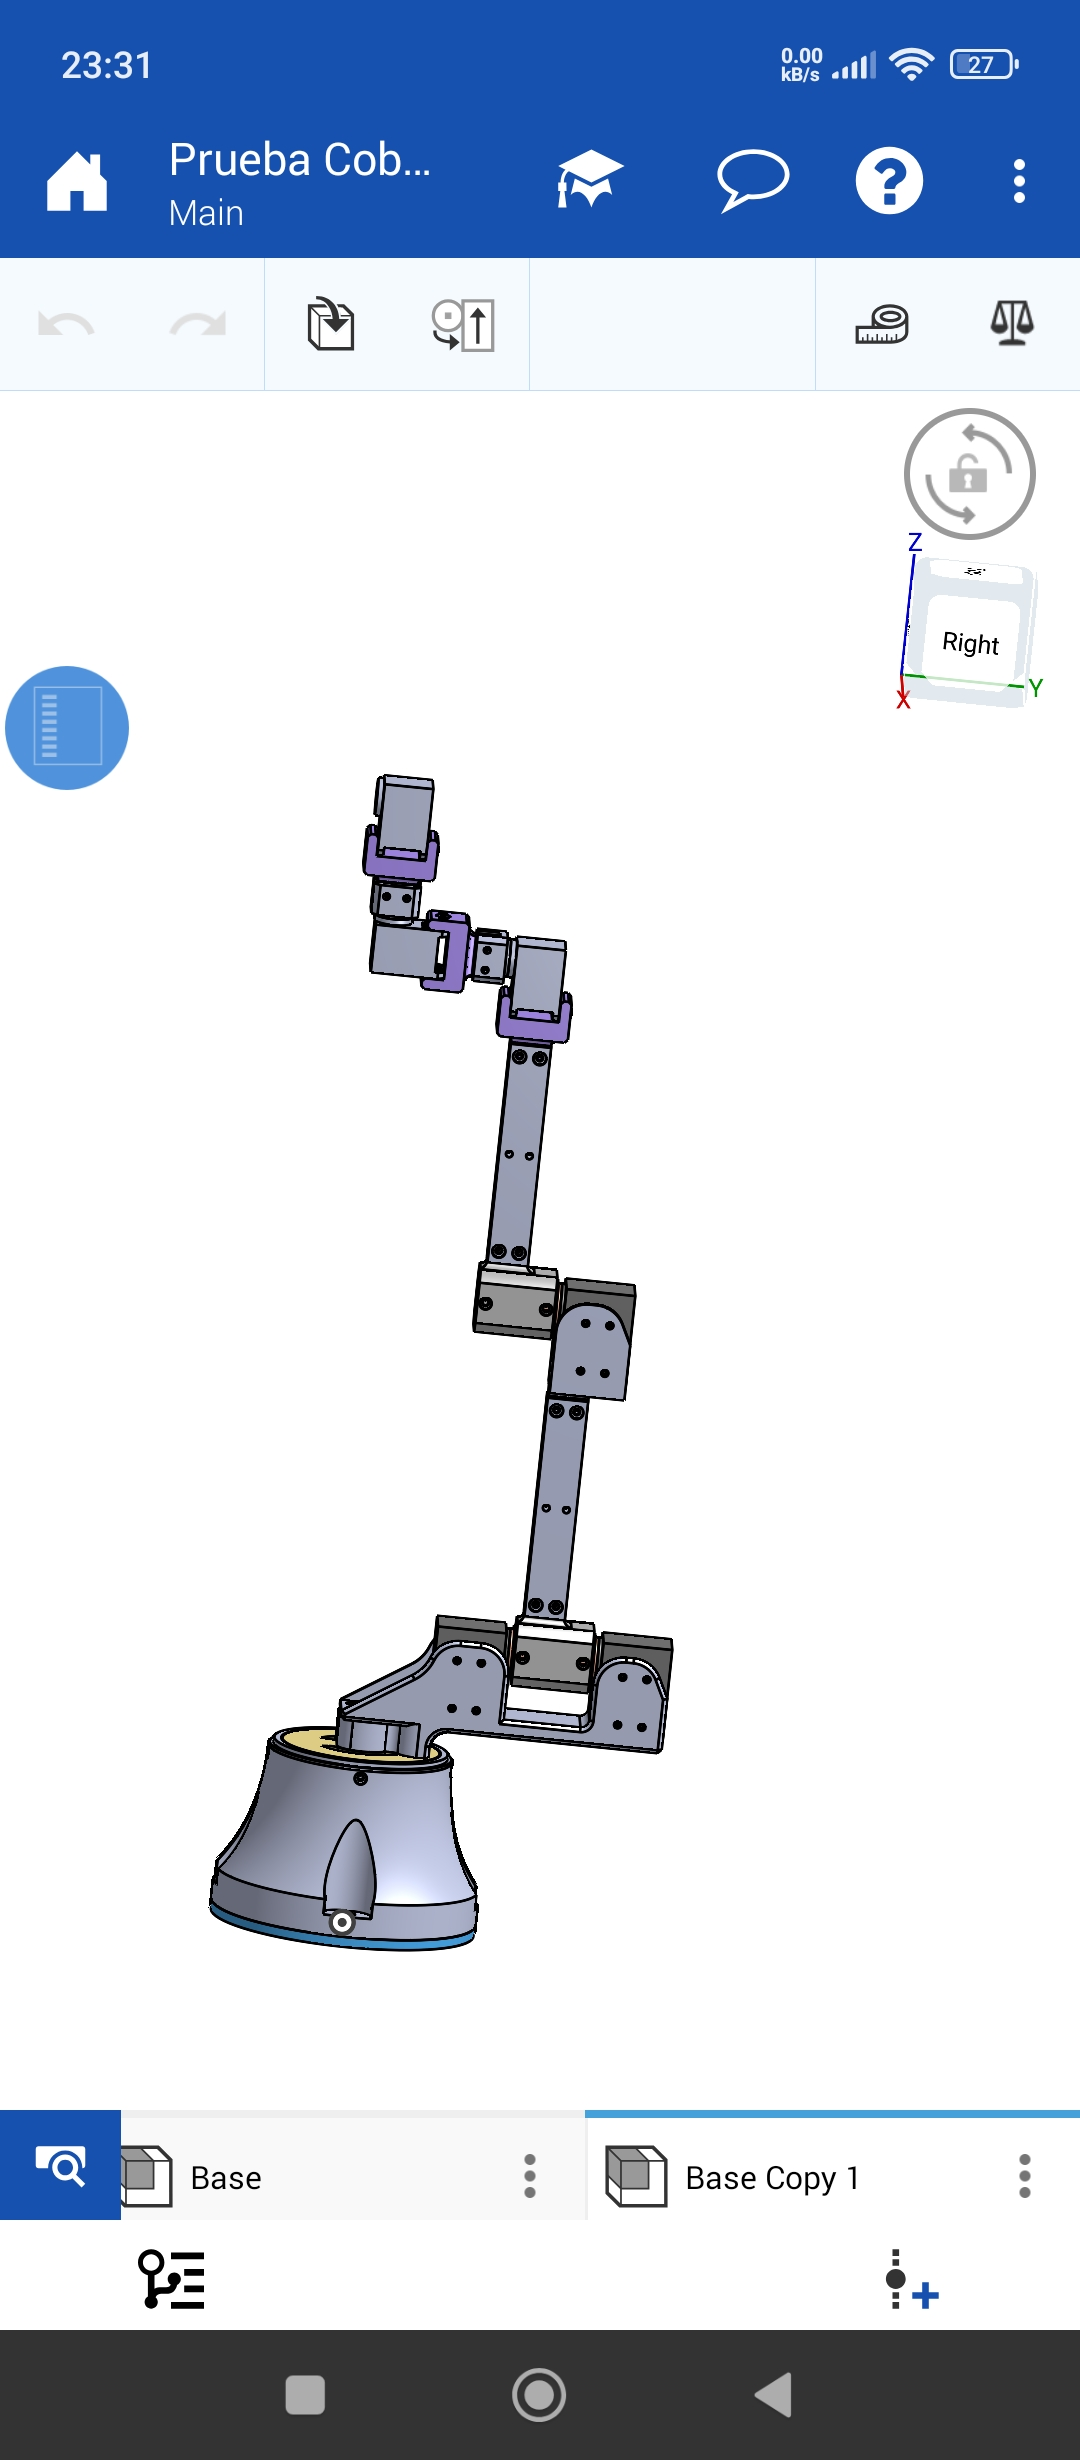 23:31
0.00
kB/s
27
Prueba Cob...
Main
?
Z
Right
Y
X
Base
Base Copy 1